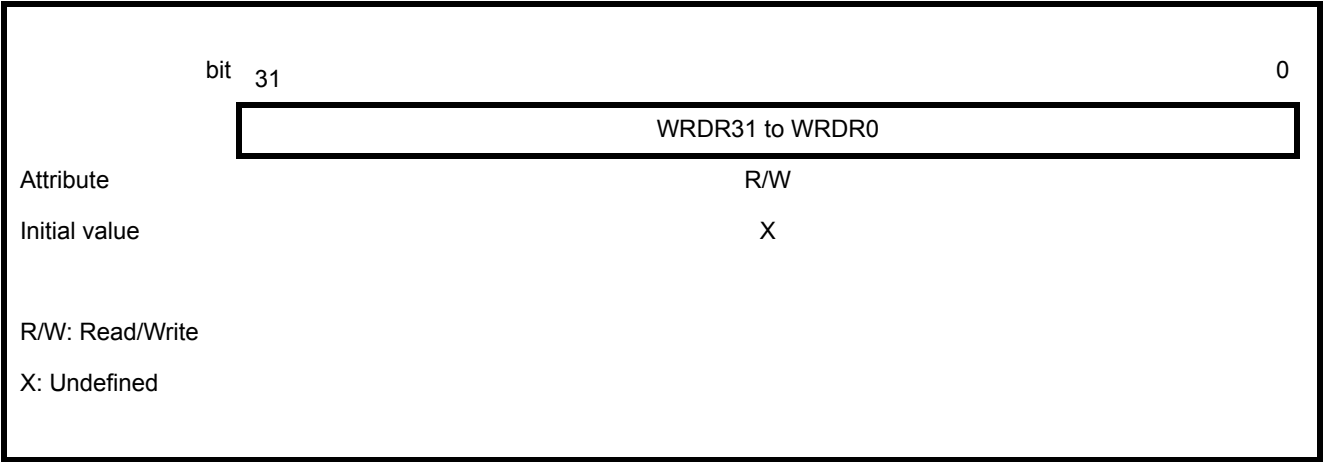 bit 31 0
WRDR31 to WRDR0
Attribute R/W
Initial value X
R/W: Read/Write
X: Undefined